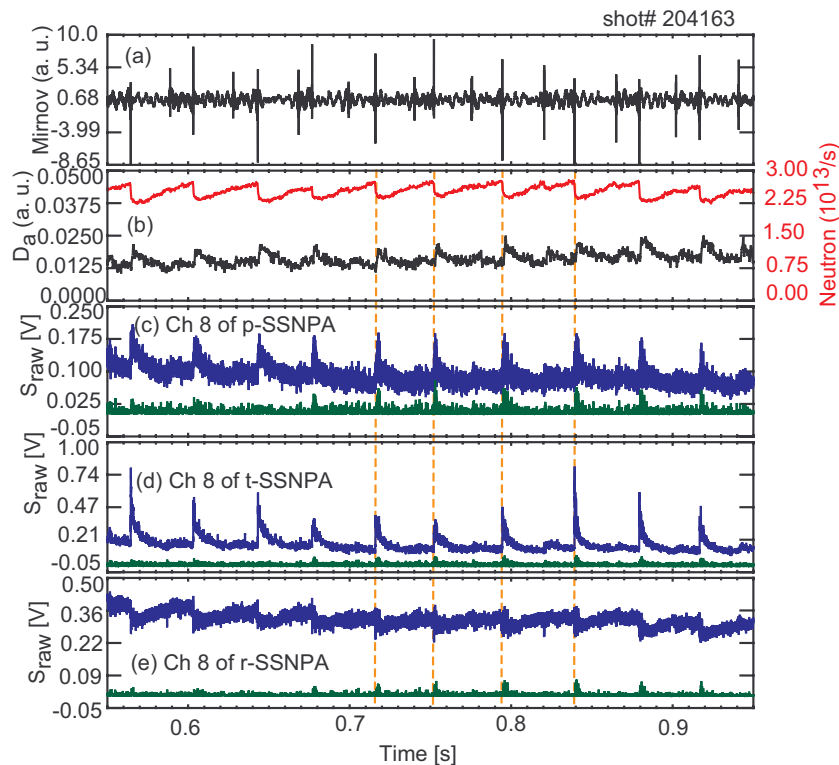 shot# 204163
10.0
5.34
0.68
-3.99
-8.65
Mirnov (a. u.)
(a)
0.0500
0.0375
0.0250
0.0125
0.0000
Da (a. u.)
(b)
3.00
2.25
1.50
0.75
0.00
Neutron (10^13/s)
0.250
0.175
0.100
0.025
-0.05
Sraw [V]
(c) Ch 8 of p-SSNPA
1.00
0.74
0.47
0.21
-0.05
Sraw [V]
(d) Ch 8 of t-SSNPA
0.50
0.36
0.22
0.09
-0.05
Sraw [V]
(e) Ch 8 of r-SSNPA
0.6
0.7
0.8
0.9
Time [s]